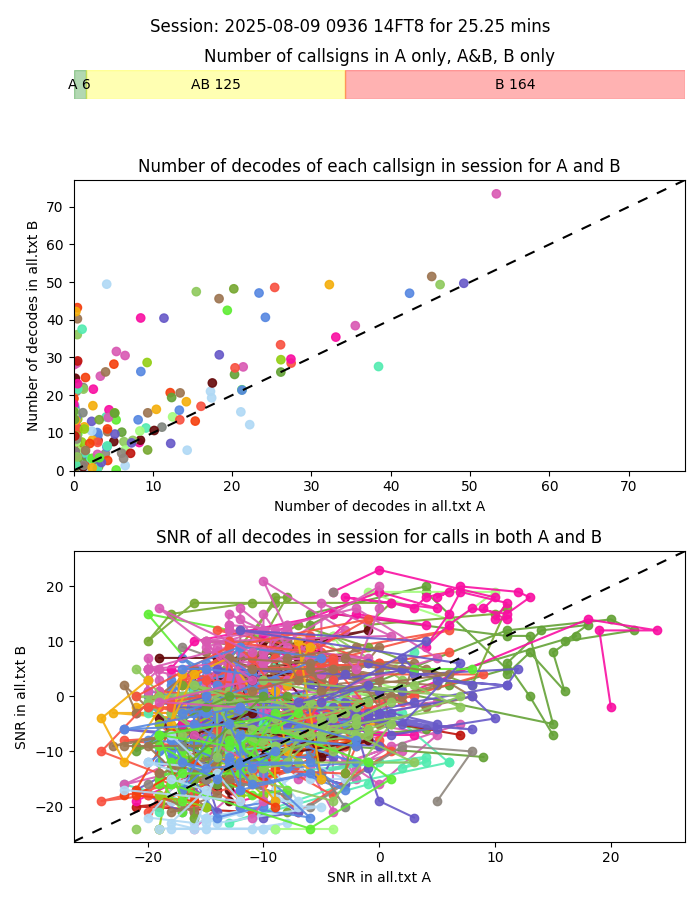 Session: 2025-08-09 0936 14FT8 for 25.25 mins
Number of callsigns in A only, A&B, B only
A 6 AB 125 B 164
Number of decodes of each callsign in session for A and B
Number of decodes in all.txt B
70
60
50
40
30
20
10
0
0 10 20 30 40 50 60 70
Number of decodes in all.txt A
SNR of all decodes in session for calls in both A and B
SNR in all.txt B
20
10
0
−10
−20
−20 −10 0 10 20
SNR in all.txt A